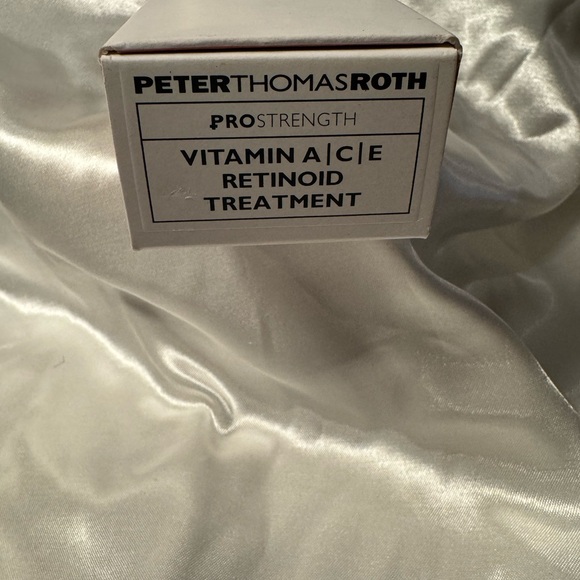 PETERTHOMASROTH
PROSTRENGTH
VITAMIN A|C|E
RETINOID
TREATMENT